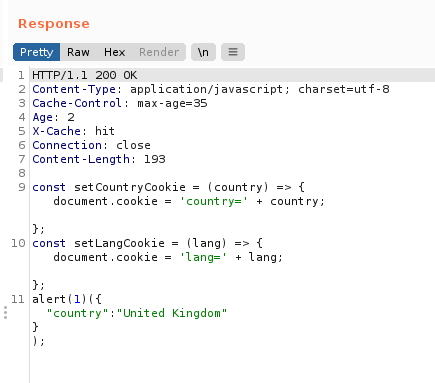 Response
Pretty Raw Hex Render \n ≡
1 HTTP/1.1 200 OK
2 Content-Type: application/javascript; charset=utf-8
3 Cache-Control: max-age=35
4 Age: 2
5 X-Cache: hit
6 Connection: close
7 Content-Length: 193
8
9 const setCountryCookie = (country) => {
document.cookie = 'country=' + country;
};
10 const setLangCookie = (lang) => {
document.cookie = 'lang=' + lang;
};
11 alert(1)({
"country":"United Kingdom"
}
);